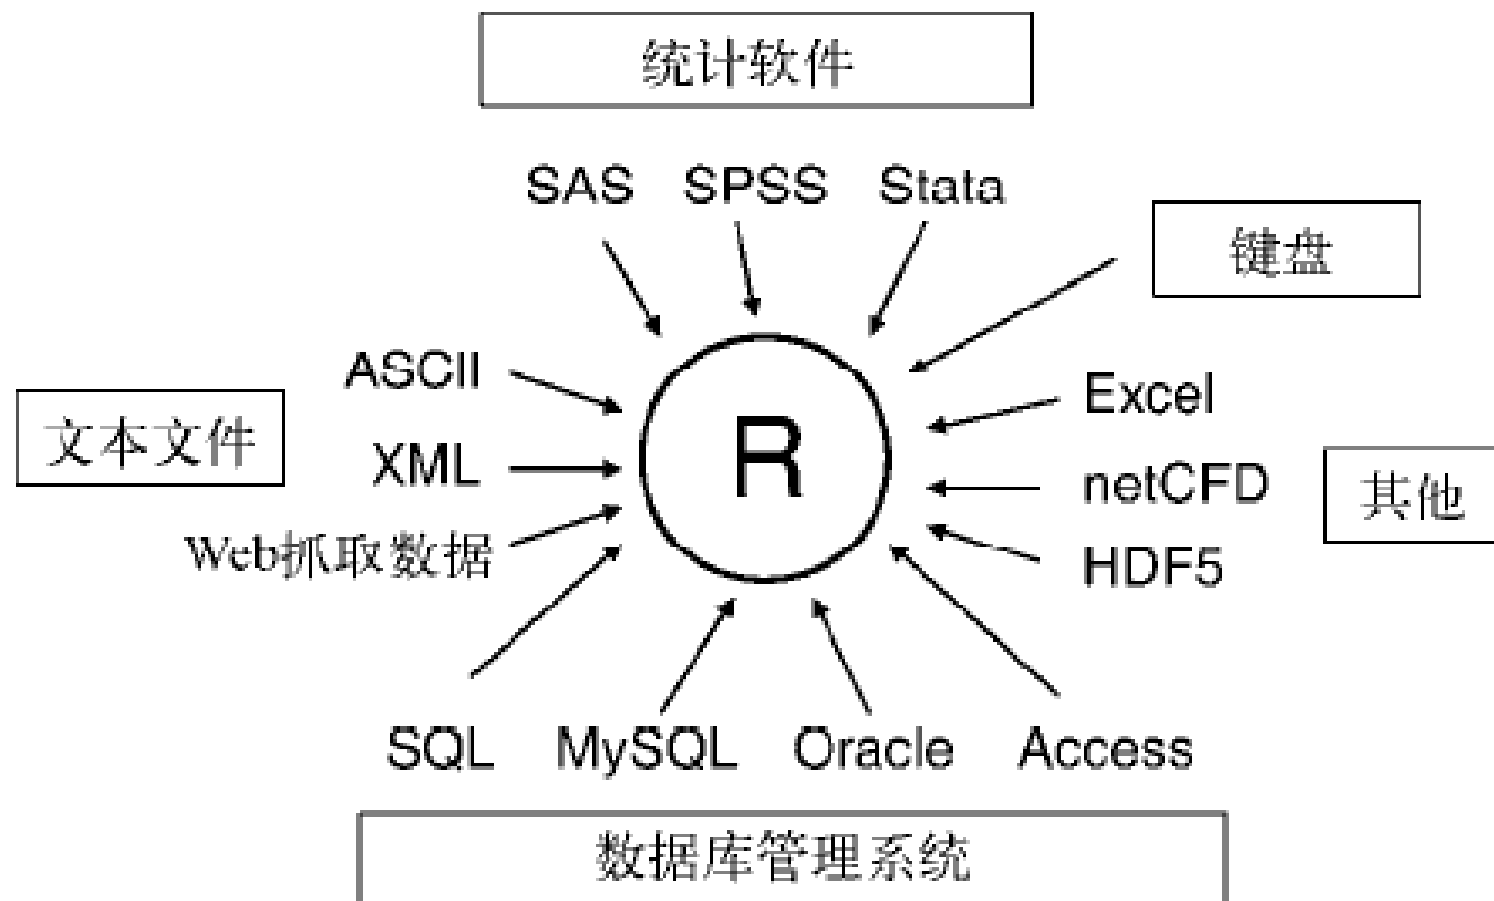 统计软件
SAS SPSS Stata
键盘
ASCII
Excel
文本文件
R
XML
netCFD
其他
Web抓取数据
HDF5
SQL MySQL Oracle Access
数据库管理系统